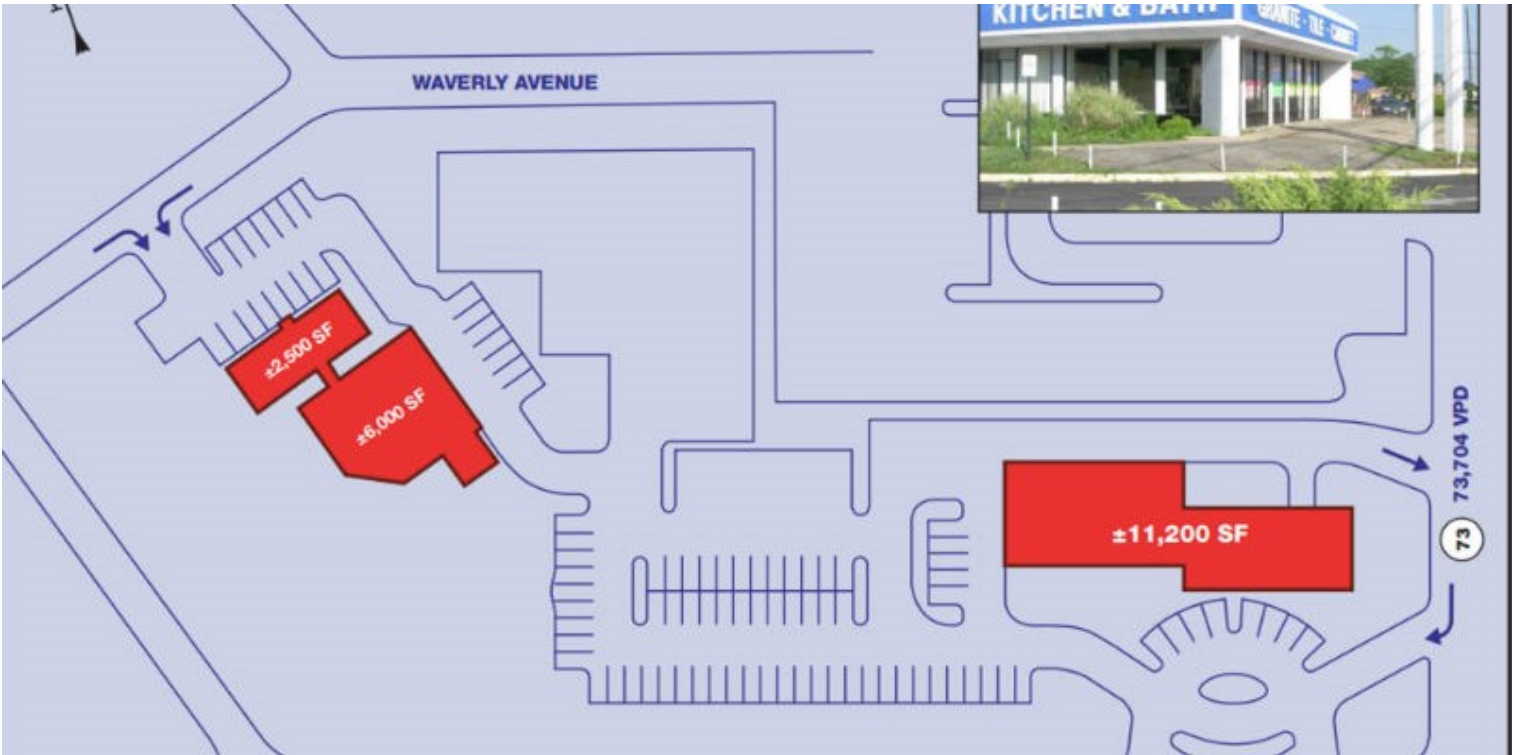 KITCHEN & BATH
GRANITE - TILE - CABINET
WAVERLY AVENUE
±2,500 SF
±6,000 SF
±11,200 SF
73,704 VPD
73